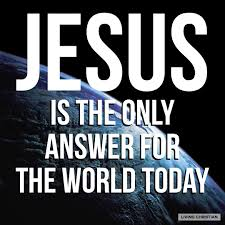 JESUS
IS THE ONLY
ANSWER FOR
THE WORLD TODAY
LIVING CHRISTIAN